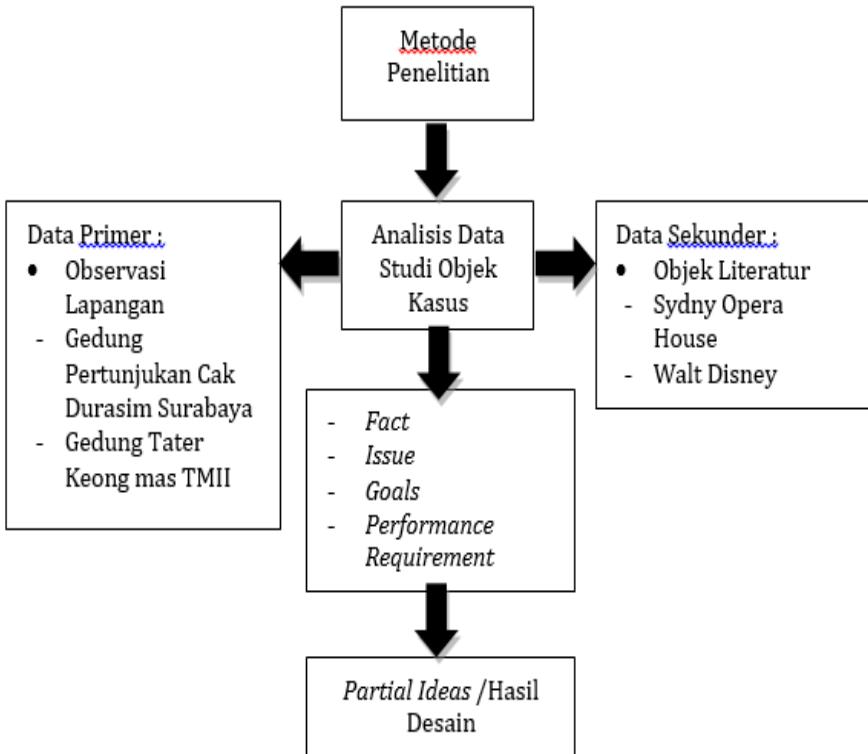 Metode
Penelitian
Data Primer :
• Observasi
Lapangan
- Gedung
Pertunjukan Cak
Durasim Surabaya
- Gedung Tater
Keong mas TMII
Analisis Data
Studi Objek
Kasus
Data Sekunder :
• Objek Literatur
- Sydny Opera
House
- Walt Disney
- Fact
- Issue
- Goals
- Performance
Requirement
Partial Ideas /Hasil
Desain